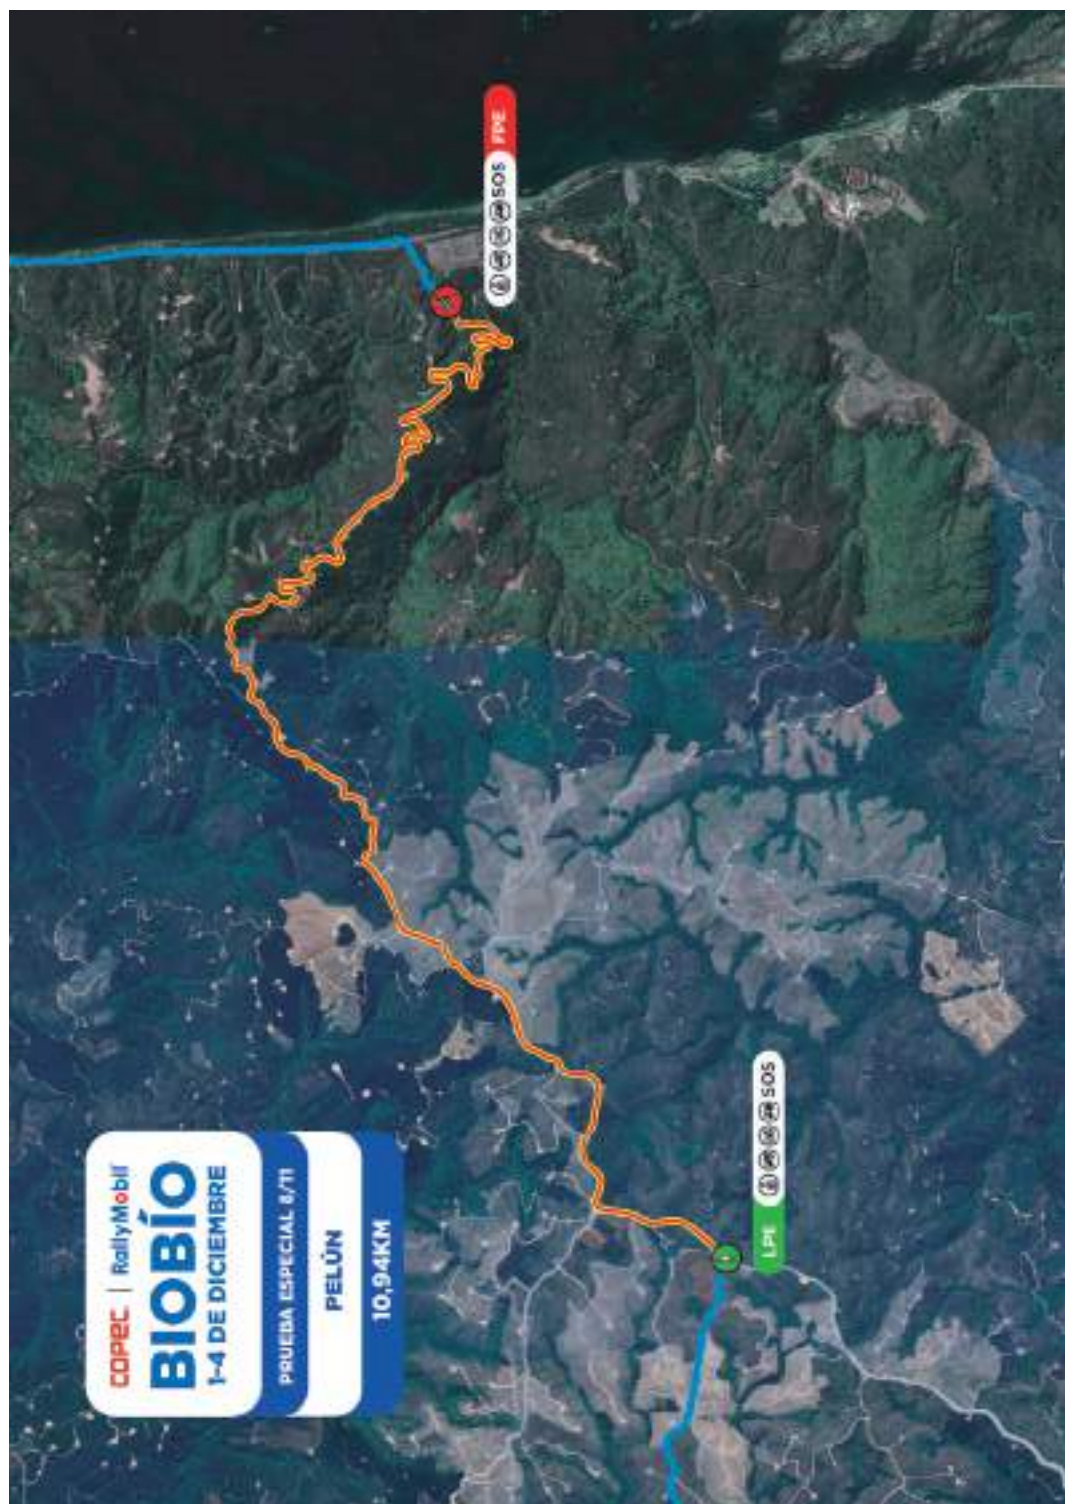 COPEC | RallyMobil
BIOBÍO
1-4 DE DICIEMBRE
PRUEBA ESPECIAL 8/11
PELÚN
10,94KM
LPE SOS
FPE SOS